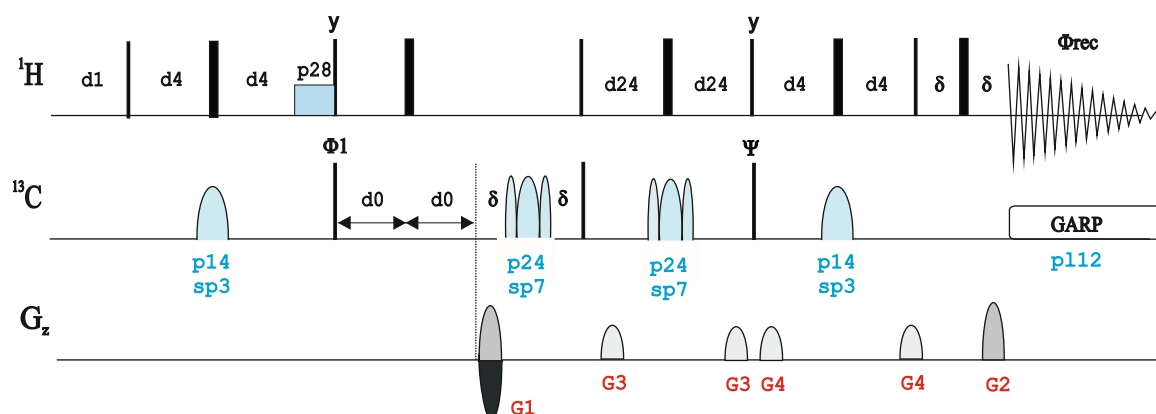 y y
Φrec
¹H d1 d4 d4 p28 d24 d24 d4 d4 δ δ
Φ1 Ψ
¹³C d0 d0 δ δ
GARP
p14 p24 p24 p14 pl12
sp3 sp7 sp7 sp3
G_z
G1 G3 G3 G4 G4 G2